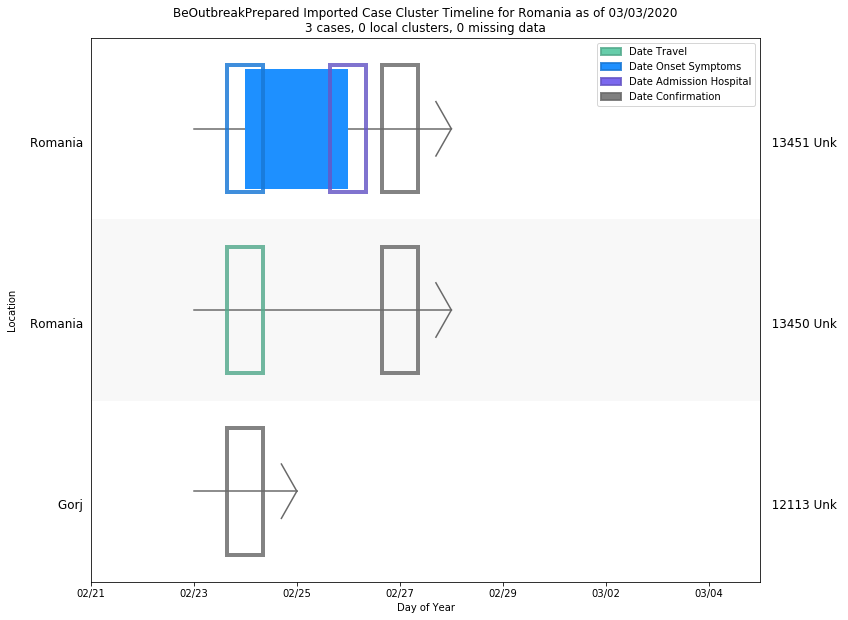 BeOutbreakPrepared Imported Case Cluster Timeline for Romania as of 03/03/2020
3 cases, 0 local clusters, 0 missing data
Date Travel
Date Onset Symptoms
Date Admission Hospital
Date Confirmation
Romania
13451 Unk
Romania
13450 Unk
Location
Gorj
12113 Unk
02/21
02/23
02/25
02/27
02/29
03/02
03/04
Day of Year